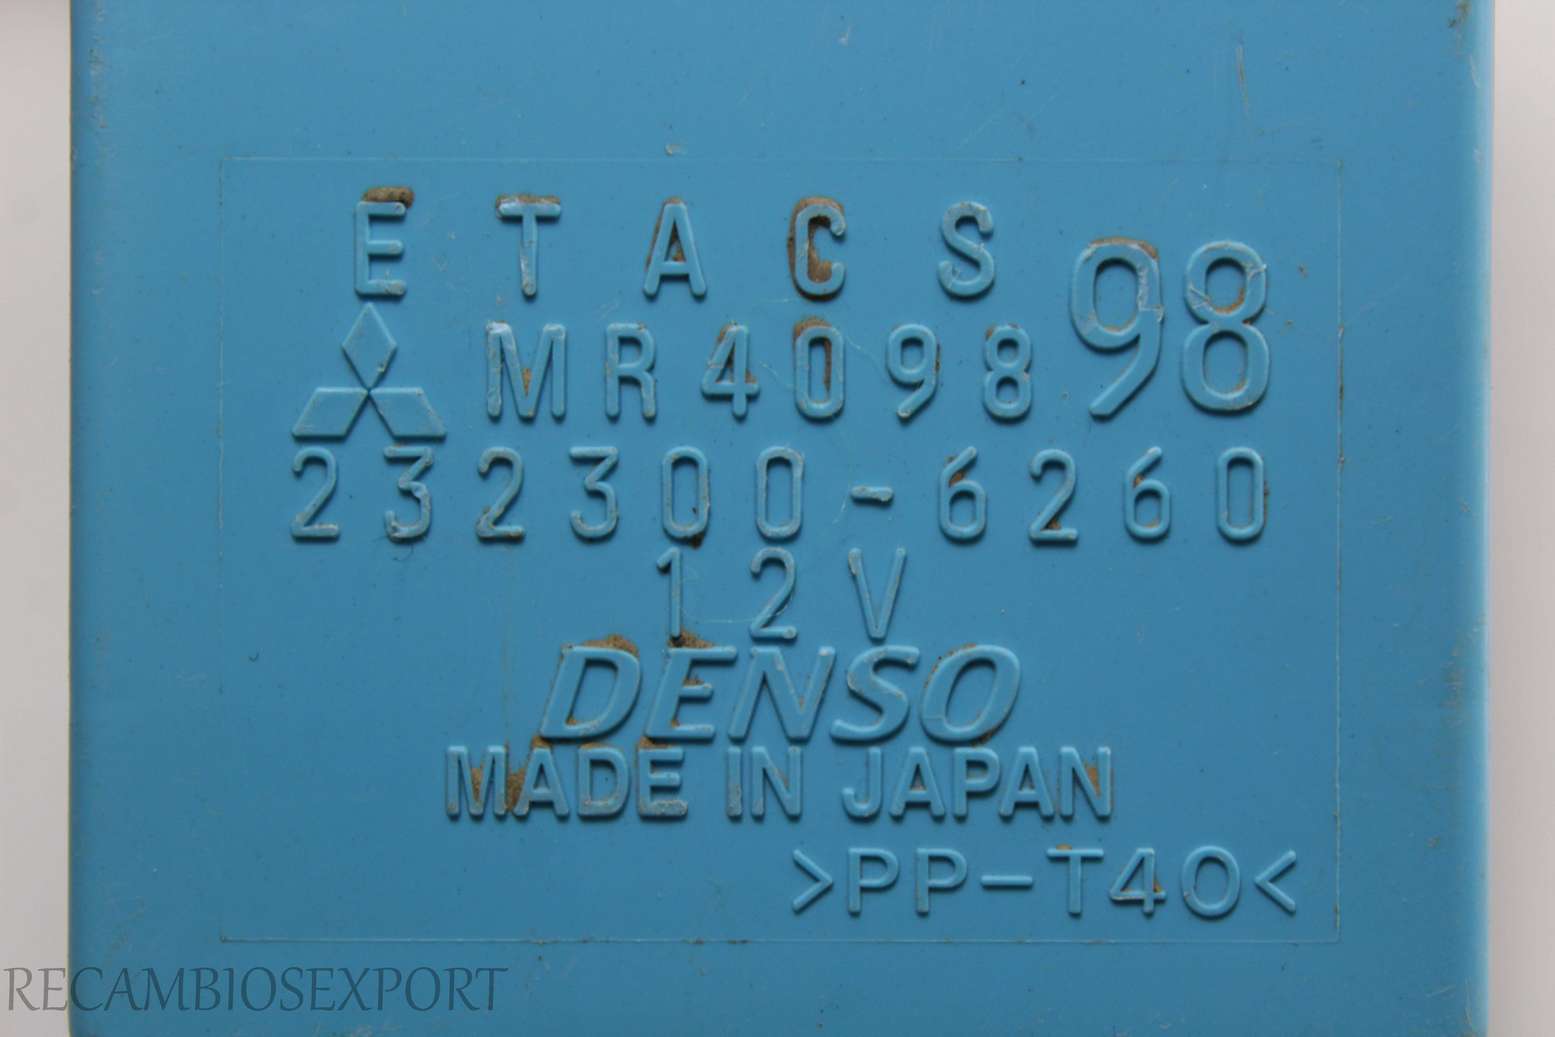 ETACS
MR409898
232300-6260
12V
DENSO
MADE IN JAPAN
>PP-T40<
RECAMBIOSEXPORT